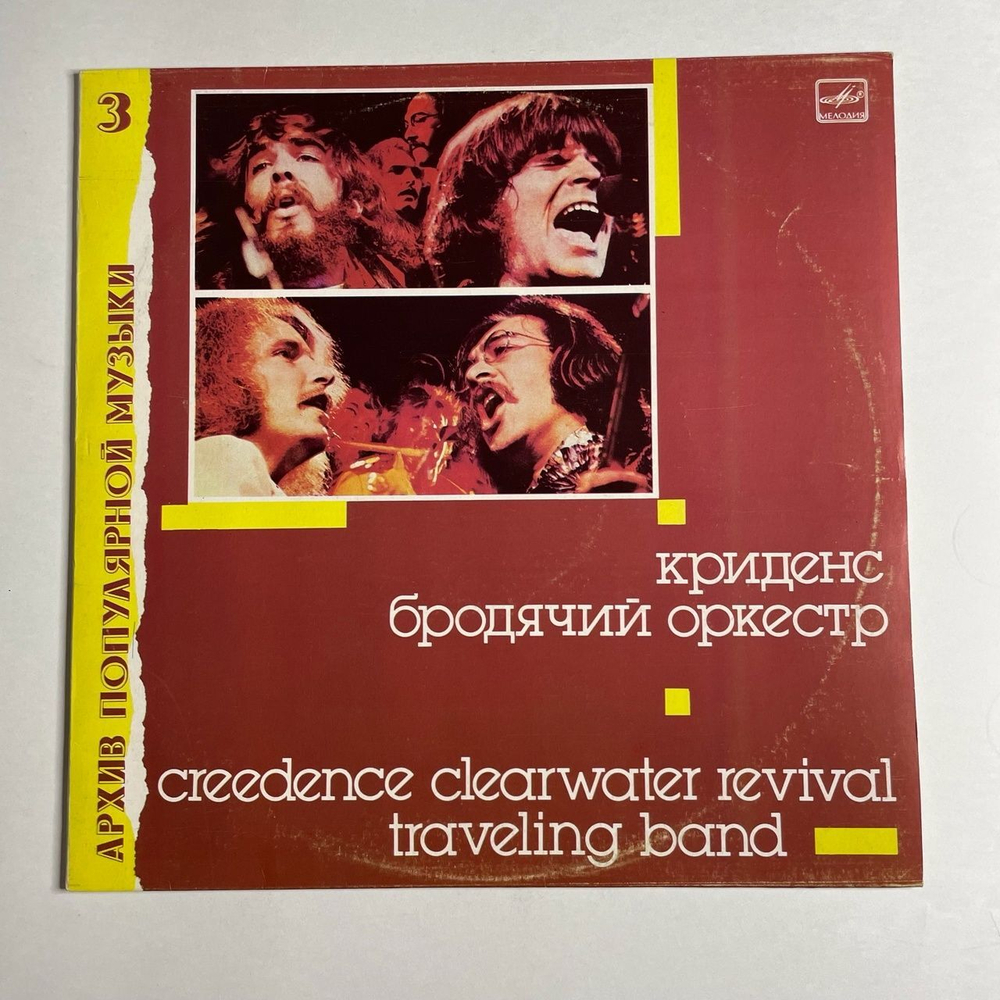 3
АРХИВ ПОПУЛЯРНОЙ МУЗЫКИ
МЕЛОДИЯ
®
криденс
бродячий оркестр
creedence clearwater revival
traveling band